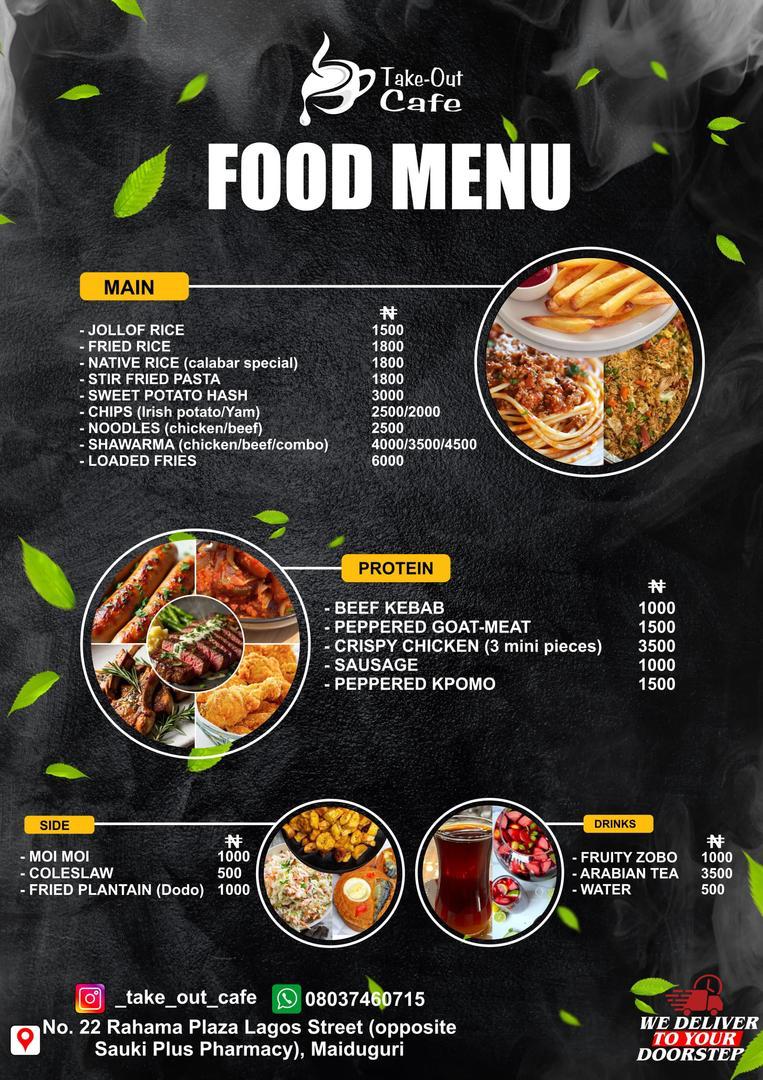 Take-Out
Cafe
FOOD MENU
MAIN
₦
- JOLLOF RICE 1500
- FRIED RICE 1800
- NATIVE RICE (calabar special) 1800
- STIR FRIED PASTA 1800
- SWEET POTATO HASH 3000
- CHIPS (Irish potato/Yam) 2500/2000
- NOODLES (chicken/beef) 2500
- SHAWARMA (chicken/beef/combo) 4000/3500/4500
- LOADED FRIES 6000
PROTEIN
₦
- BEEF KEBAB 1000
- PEPPERED GOAT-MEAT 1500
- CRISPY CHICKEN (3 mini pieces) 3500
- SAUSAGE 1000
- PEPPERED KPOMO 1500
SIDE
₦
- MOI MOI 1000
- COLESLAW 500
- FRIED PLANTAIN (Dodo) 1000
DRINKS
₦
- FRUITY ZOBO 1000
- ARABIAN TEA 3500
- WATER 500
_take_out_cafe 08037460715
No. 22 Rahama Plaza Lagos Street (opposite
Sauki Plus Pharmacy), Maiduguri
WE DELIVER
TO YOUR
DOORSTEP